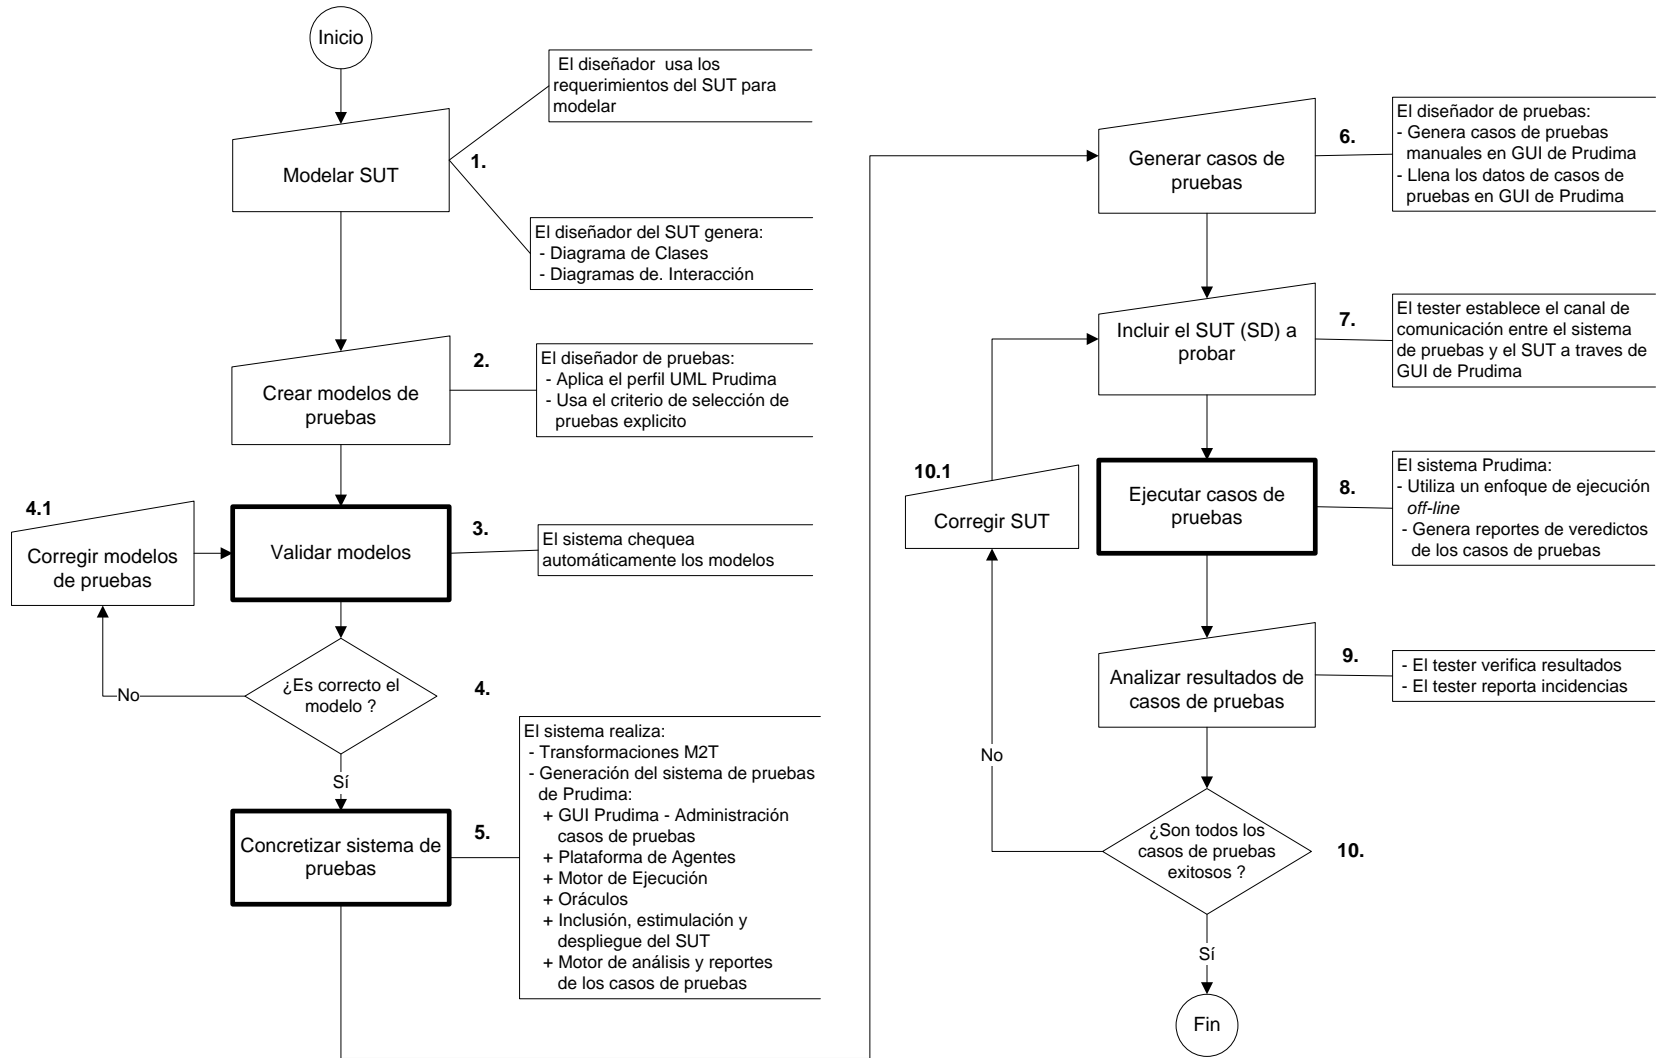 Inicio
El diseñador  usa los
requerimientos del SUT para
modelar
Modelar SUT
1.
El diseñador del SUT genera:
- Diagrama de Clases
- Diagramas de. Interacción
Crear modelos de
pruebas
2.
El diseñador de pruebas:
- Aplica el perfil UML Prudima
- Usa el criterio de selección de
pruebas explicito
4.1
Corregir modelos
de pruebas
Validar modelos
3.
El sistema chequea
automáticamente los modelos
No
¿Es correcto el
modelo ?
4.
Sí
Concretizar sistema de
pruebas
5.
El sistema realiza:
- Transformaciones M2T
- Generación del sistema de pruebas
de Prudima:
+ GUI Prudima - Administración
casos de pruebas
+ Plataforma de Agentes
+ Motor de Ejecución
+ Oráculos
+ Inclusión, estimulación y
despliegue del SUT
+ Motor de análisis y reportes
de los casos de pruebas
Generar casos de
pruebas
6.
El diseñador de pruebas:
- Genera casos de pruebas
manuales en GUI de Prudima
- Llena los datos de casos de
pruebas en GUI de Prudima
Incluir el SUT (SD) a
probar
7.
El tester establece el canal de
comunicación entre el sistema
de pruebas y el SUT a traves de
GUI de Prudima
10.1
Corregir SUT
Ejecutar casos de
pruebas
8.
El sistema Prudima:
- Utiliza un enfoque de ejecución
off-line
- Genera reportes de veredictos
de los casos de pruebas
Analizar resultados de
casos de pruebas
9.
- El tester verifica resultados
- El tester reporta incidencias
No
¿Son todos los
casos de pruebas
exitosos ?
10.
Sí
Fin